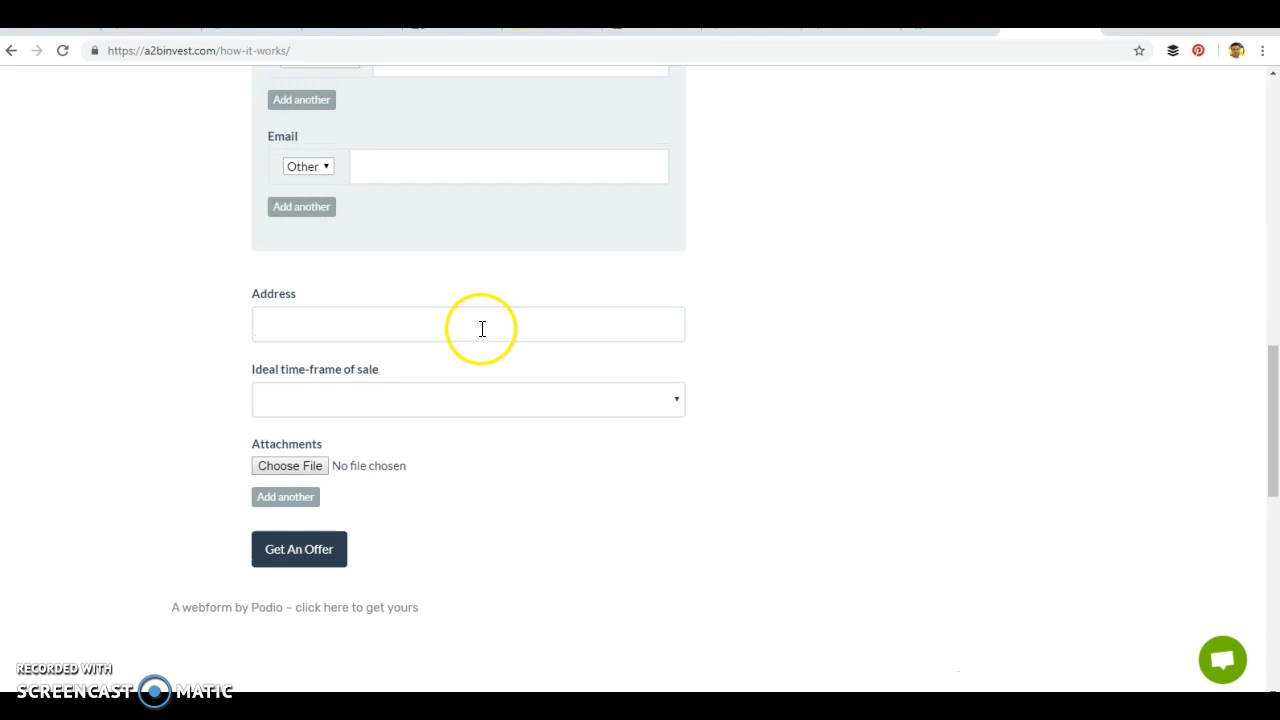 https://a2binvest.com/how-it-works/
Add another
Email
Other
Add another
Address
Ideal time-frame of sale
Attachments
Choose File No file chosen
Add another
Get An Offer
A webform by Podio – click here to get yours
RECORDED WITH
SCREENCAST MATIC